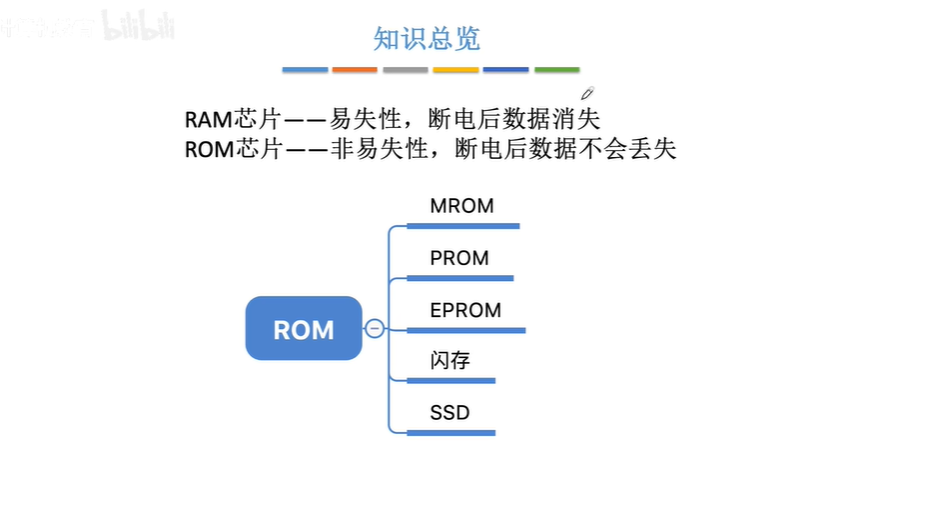 bilibili
知识总览
RAM芯片——易失性，断电后数据消失
ROM芯片——非易失性，断电后数据不会丢失
MROM
PROM
EPROM
ROM
闪存
SSD